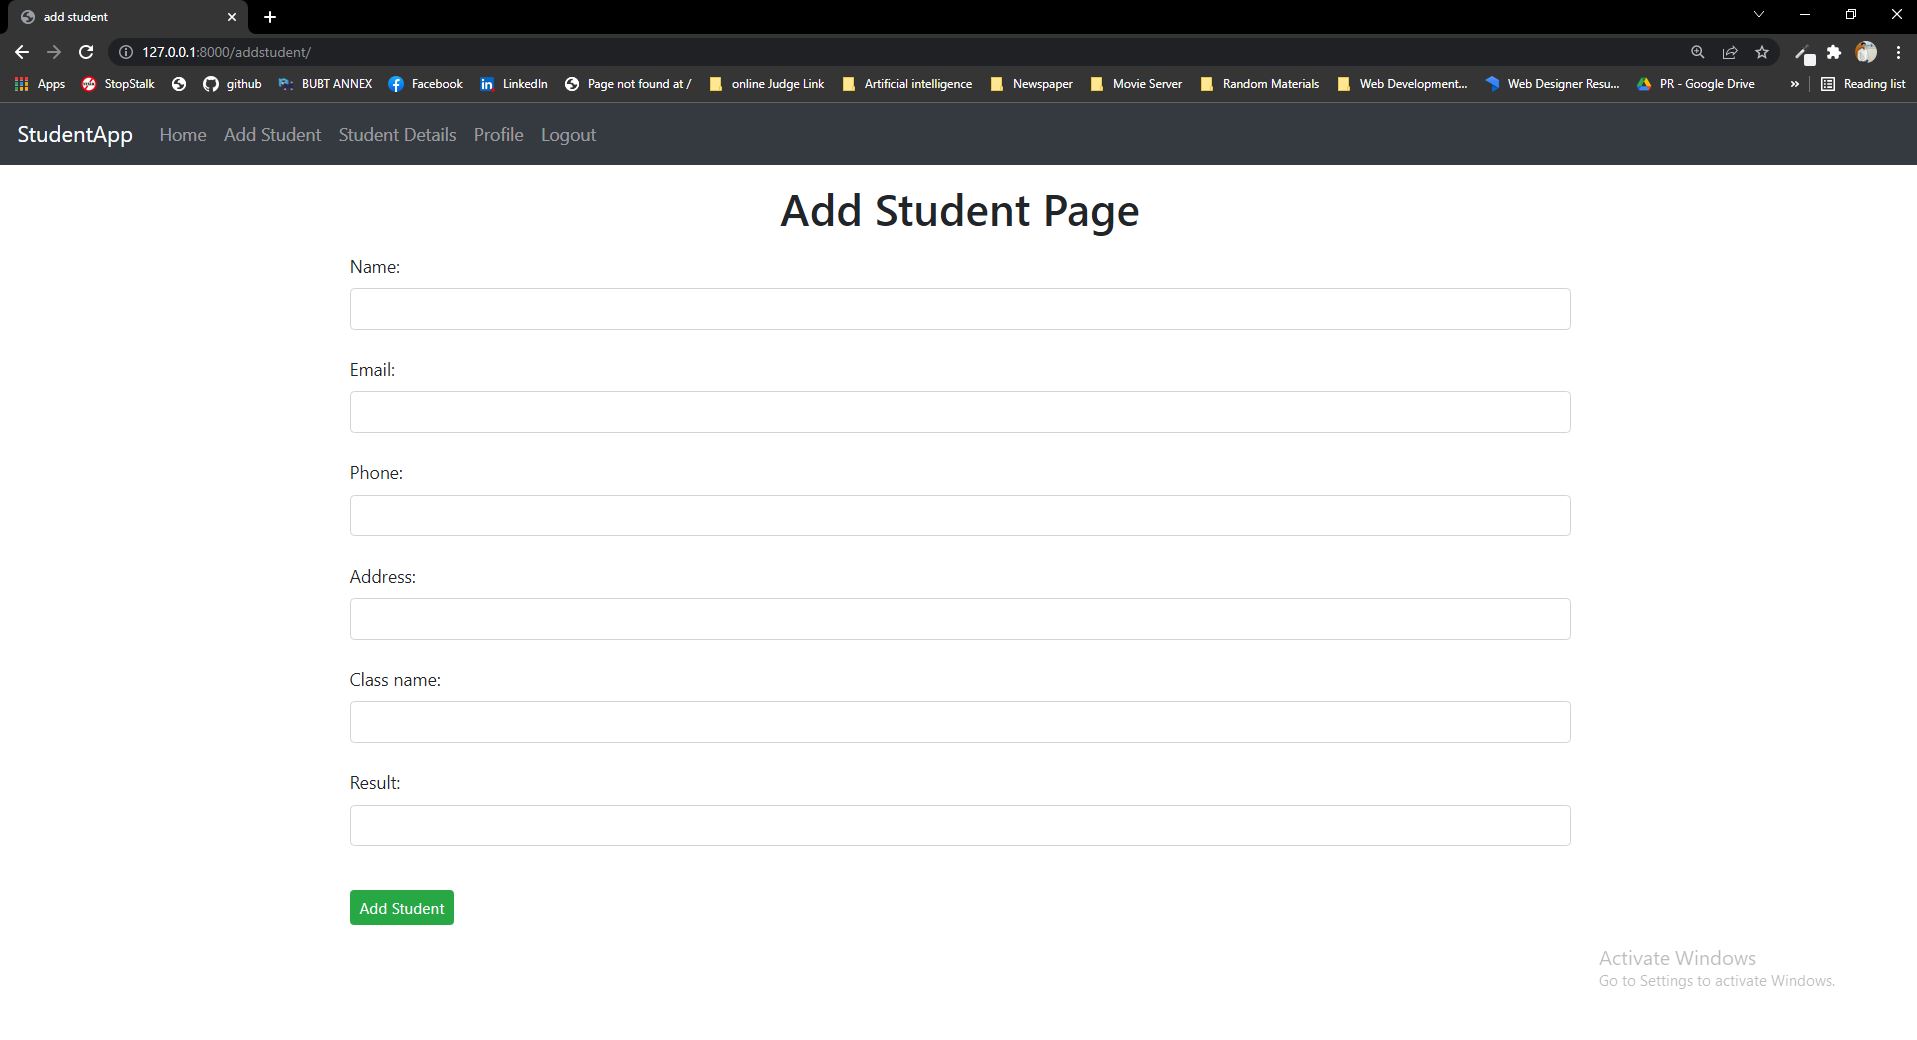 add student
127.0.0.1:8000/addstudent/
Apps StopStalk github BUBT ANNEX Facebook LinkedIn Page not found at / online Judge Link Artificial intelligence Newspaper Movie Server Random Materials Web Development... Web Designer Resu... PR - Google Drive » Reading list
StudentApp Home Add Student Student Details Profile Logout
Add Student Page
Name:
Email:
Phone:
Address:
Class name:
Result:
Add Student
Activate Windows
Go to Settings to activate Windows.